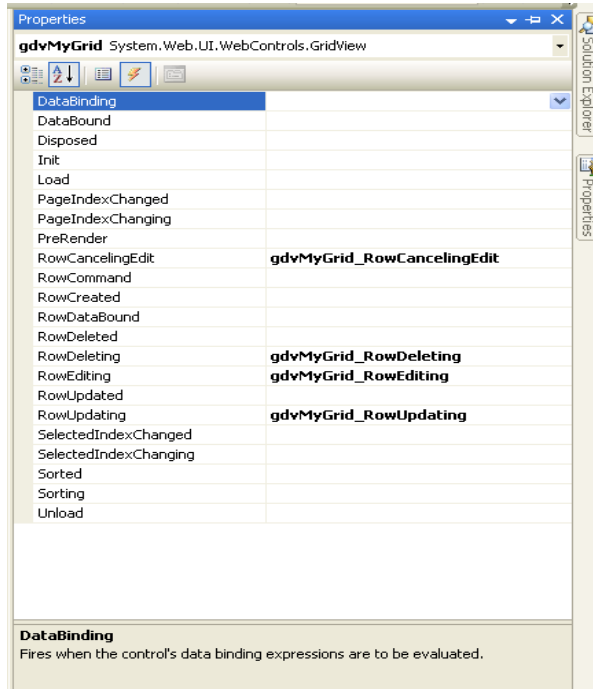 Properties
gdvMyGrid System.Web.UI.WebControls.GridView
DataBinding
DataBound
Disposed
Init
Load
PageIndexChanged
PageIndexChanging
PreRender
RowCancelingEdit gdvMyGrid_RowCancelingEdit
RowCommand
RowCreated
RowDataBound
RowDeleted
RowDeleting gdvMyGrid_RowDeleting
RowEditing gdvMyGrid_RowEditing
RowUpdated
RowUpdating gdvMyGrid_RowUpdating
SelectedIndexChanged
SelectedIndexChanging
Sorted
Sorting
Unload
DataBinding
Fires when the control's data binding expressions are to be evaluated.
Solution Explorer
Properties